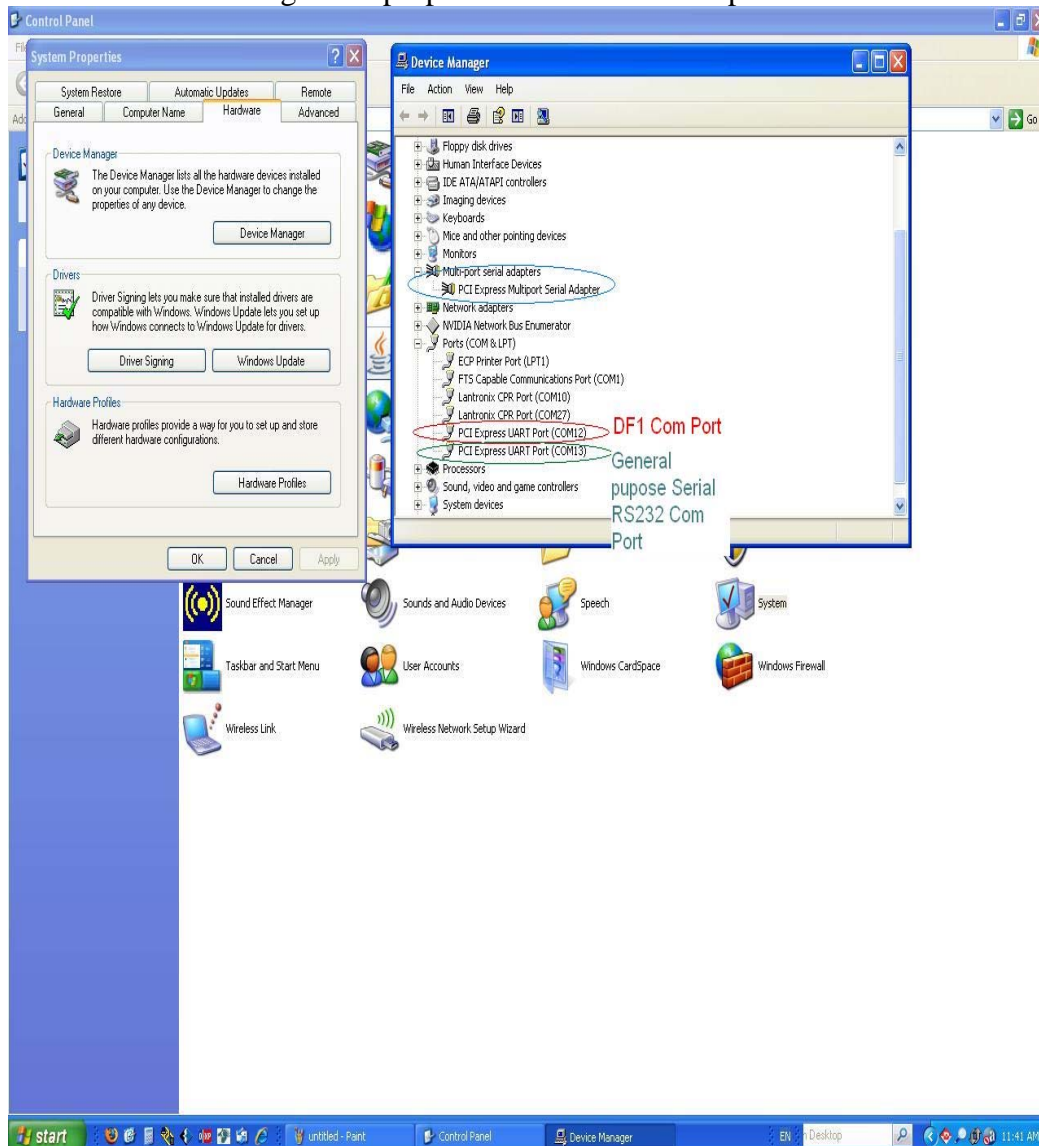 Control Panel
System Properties
System Restore
Automatic Updates
Remote
General
Computer Name
Hardware
Advanced
Device Manager
The Device Manager lists all the hardware devices installed
on your computer. Use the Device Manager to change the
properties of any device.
Device Manager
Drivers
Driver Signing lets you make sure that installed drivers are
compatible with Windows. Windows Update lets you set up
how Windows connects to Windows Update for drivers.
Driver Signing
Windows Update
Hardware Profiles
Hardware profiles provide a way for you to set up and store
different hardware configurations.
Hardware Profiles
OK
Cancel
Apply
Device Manager
File Action View Help
Floppy disk drives
Human Interface Devices
IDE ATA/ATAPI controllers
Imaging devices
Keyboards
Mice and other pointing devices
Monitors
Multi-port serial adapters
PCI Express Multiport Serial Adapter
Network adapters
NVIDIA Network Bus Enumerator
Ports (COM & LPT)
ECP Printer Port (LPT1)
FTS Capable Communications Port (COM1)
Lantronix CPR Port (COM10)
Lantronix CPR Port (COM27)
PCI Express UART Port (COM12)
PCI Express UART Port (COM13)
Processors
Sound, video and game controllers
System devices
DF1 Com Port
General
pupose Serial
RS232 Com
Port
Go
Sound Effect Manager
Sounds and Audio Devices
Speech
System
Taskbar and Start Menu
User Accounts
Windows CardSpace
Windows Firewall
Wireless Link
Wireless Network Setup Wizard
start
untitled - Paint
Control Panel
Device Manager
EN
Desktop
11:41 AM